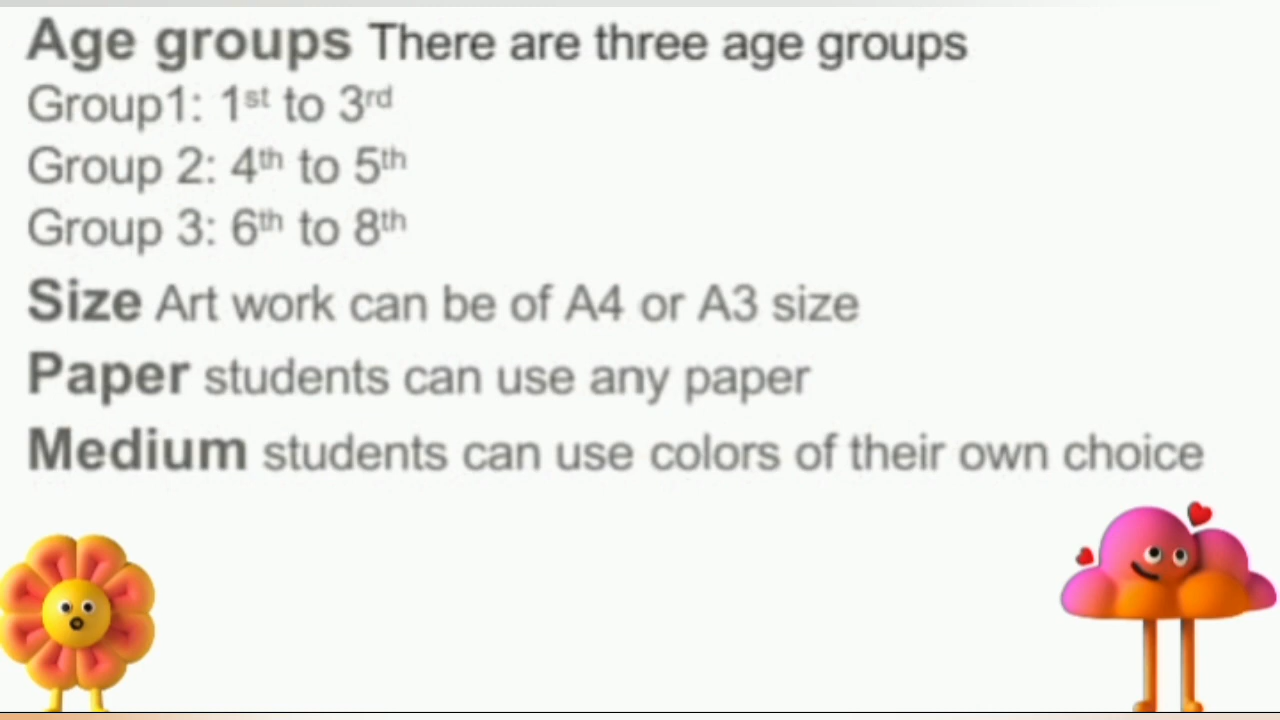 Age groups There are three age groups
Group1: 1st to 3rd
Group 2: 4th to 5th
Group 3: 6th to 8th
Size Art work can be of A4 or A3 size
Paper students can use any paper
Medium students can use colors of their own choice